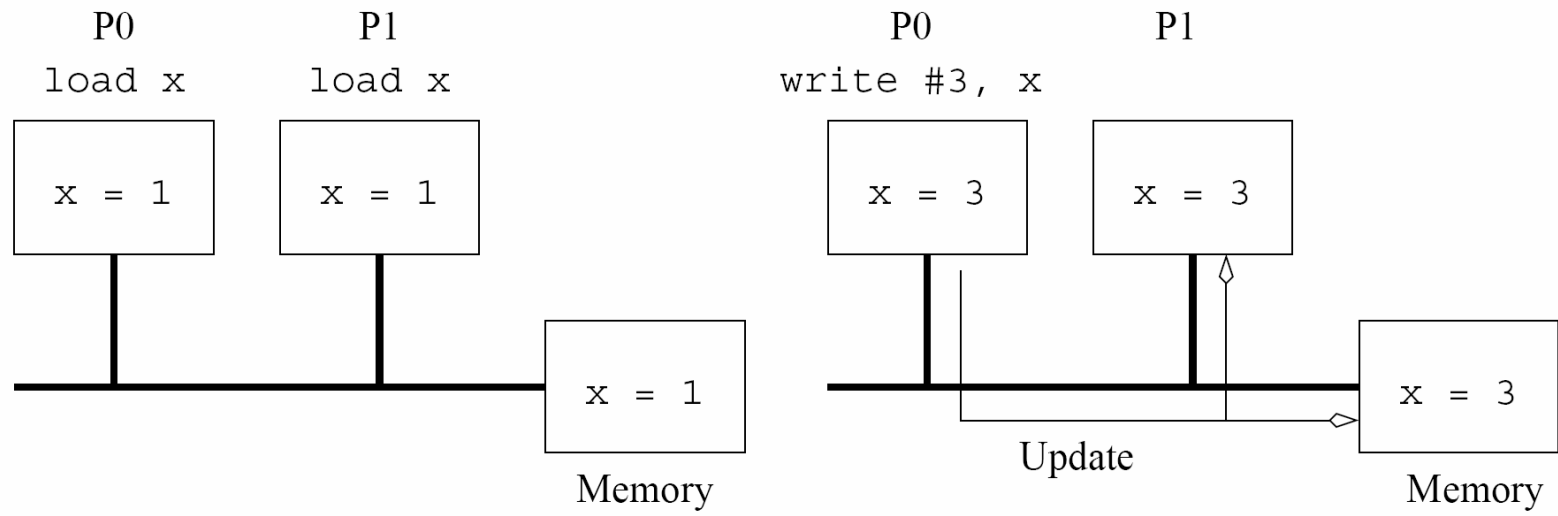 P0
P1
P0
P1
load x
load x
write #3, x
x = 1
x = 1
x = 3
x = 3
x = 1
x = 3
Update
Memory
Memory